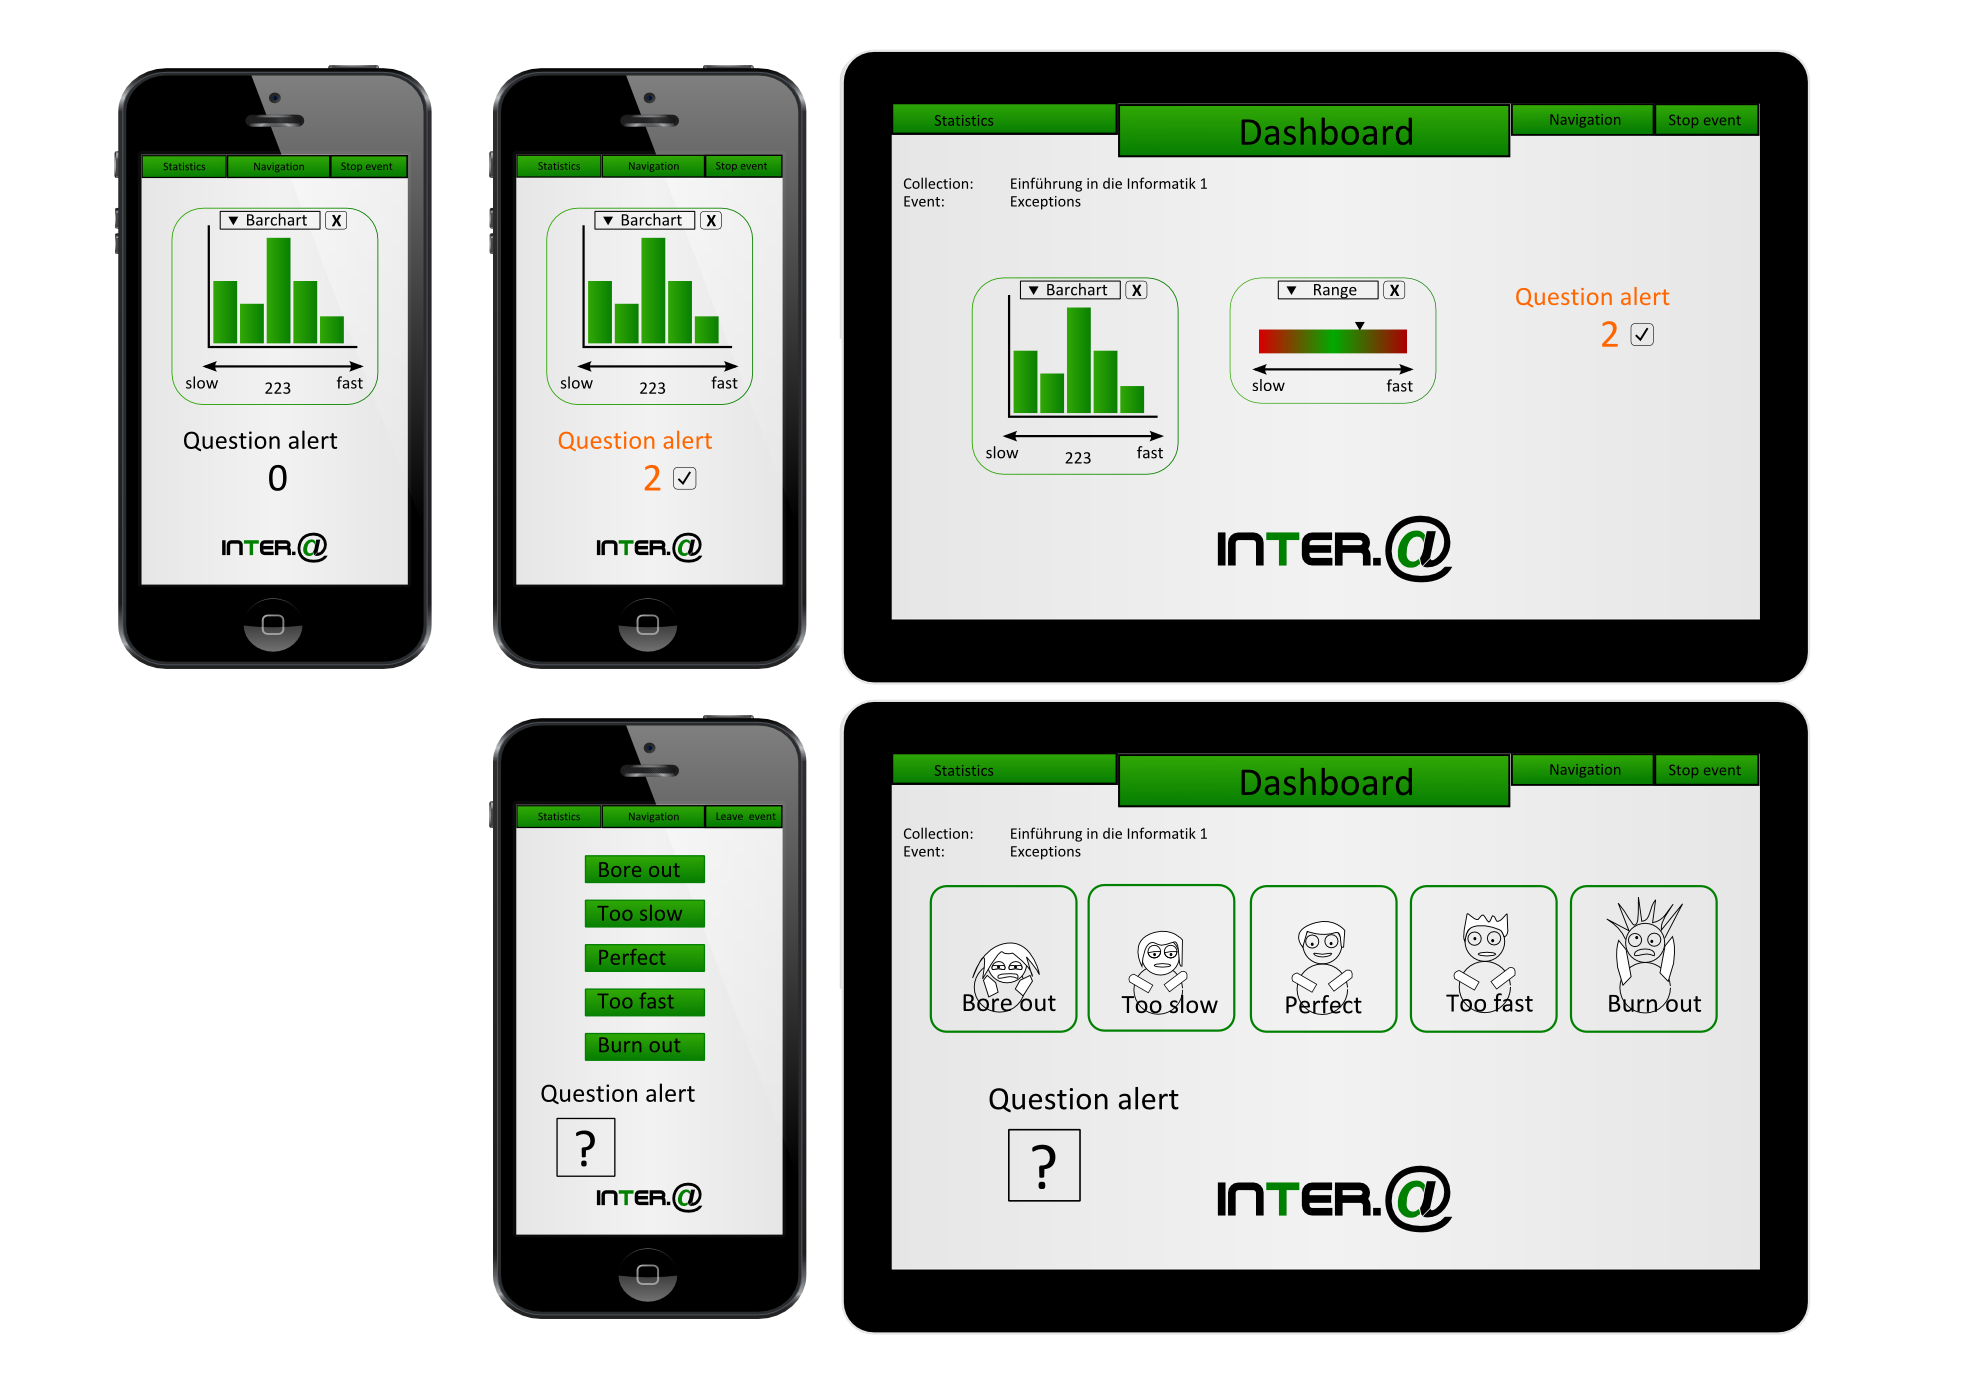 Statistics Navigation Stop event
▼ Barchart X
slow 223 fast
Question alert
0
INTER.@
Statistics Navigation Stop event
▼ Barchart X
slow 223 fast
Question alert
2 ✓
INTER.@
Statistics Dashboard Navigation Stop event
Collection: Einführung in die Informatik 1
Event: Exceptions
▼ Barchart X
slow 223 fast
▼ Range X
slow fast
Question alert
2 ✓
INTER.@
Statistics Navigation Leave event
Bore out
Too slow
Perfect
Too fast
Burn out
Question alert
?
INTER.@
Statistics Dashboard Navigation Stop event
Collection: Einführung in die Informatik 1
Event: Exceptions
Bore out Too slow Perfect Too fast Burn out
Question alert
?
INTER.@